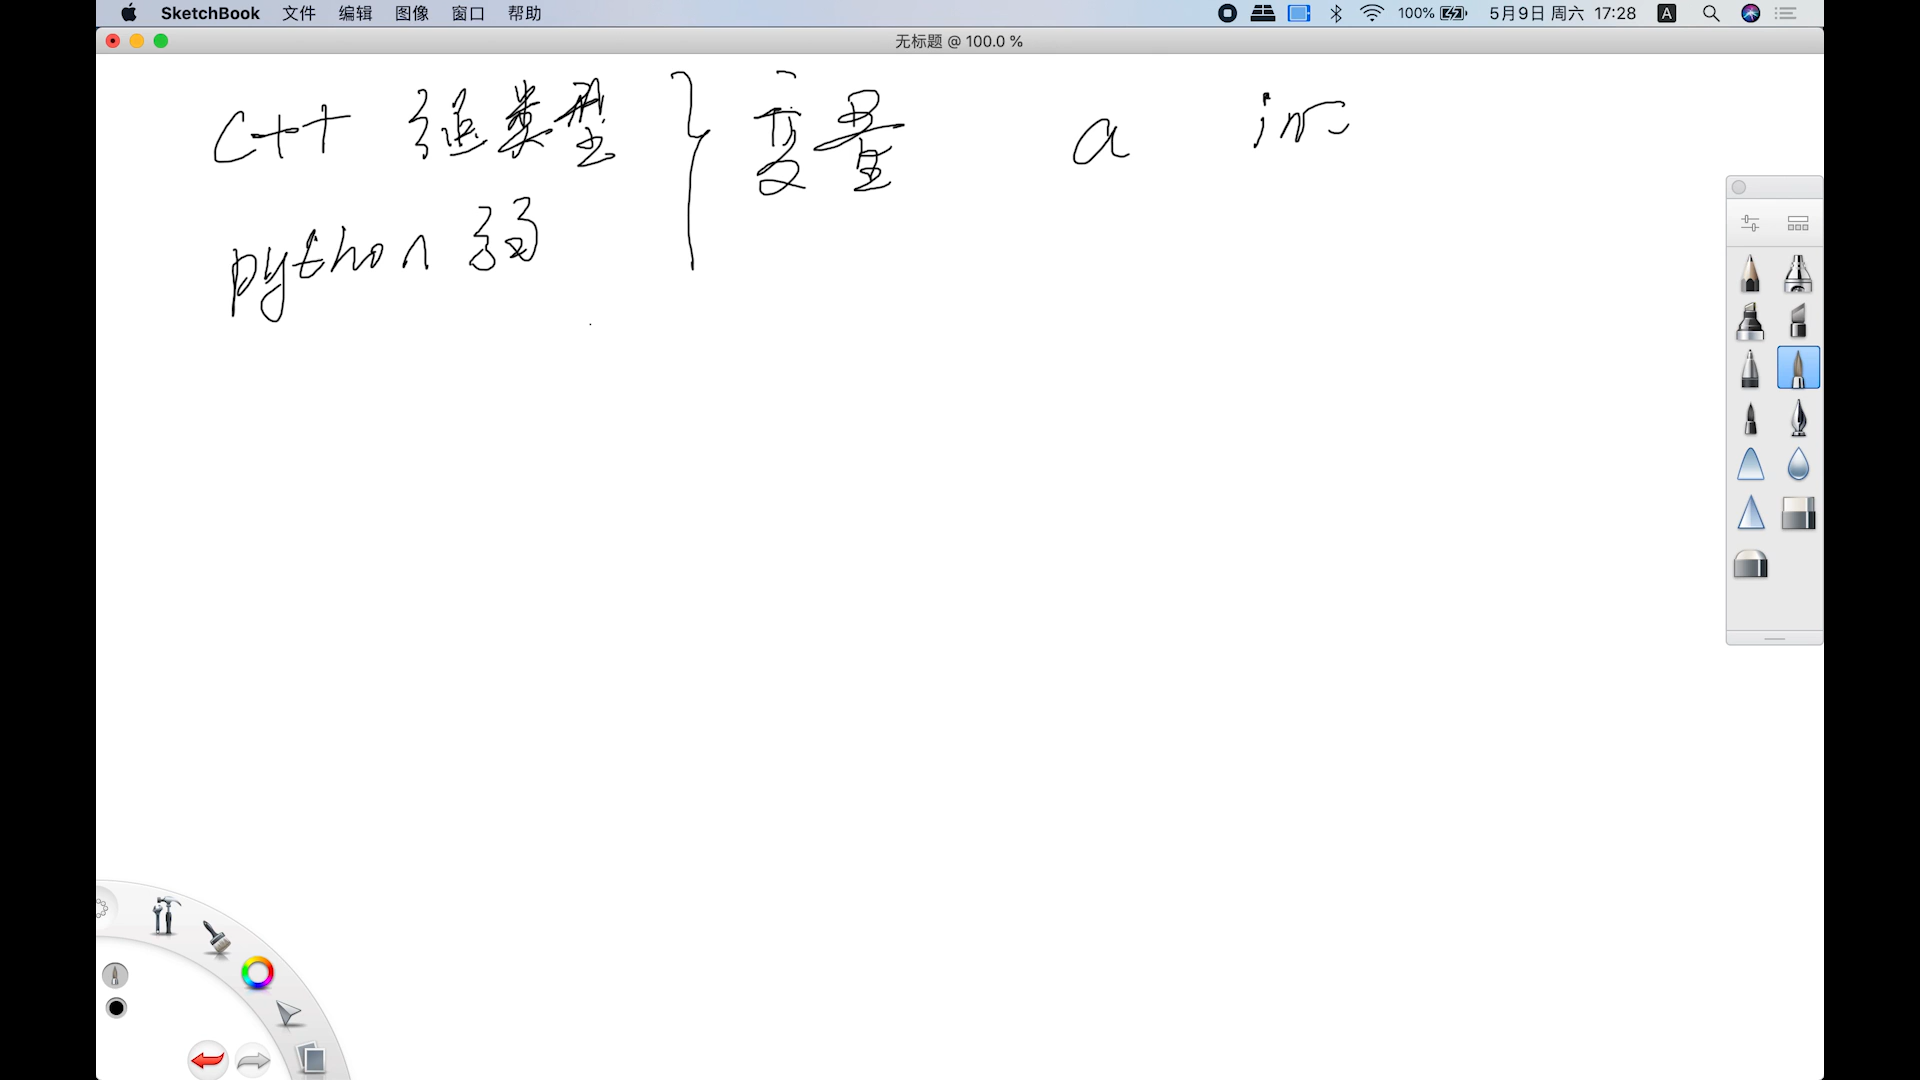 SketchBook 文件 编辑 图像 窗口 帮助 100% 5月9日 周六 17:28 A
无标题 @ 100.0 %
C++ 强类型 变量 a int
python 弱